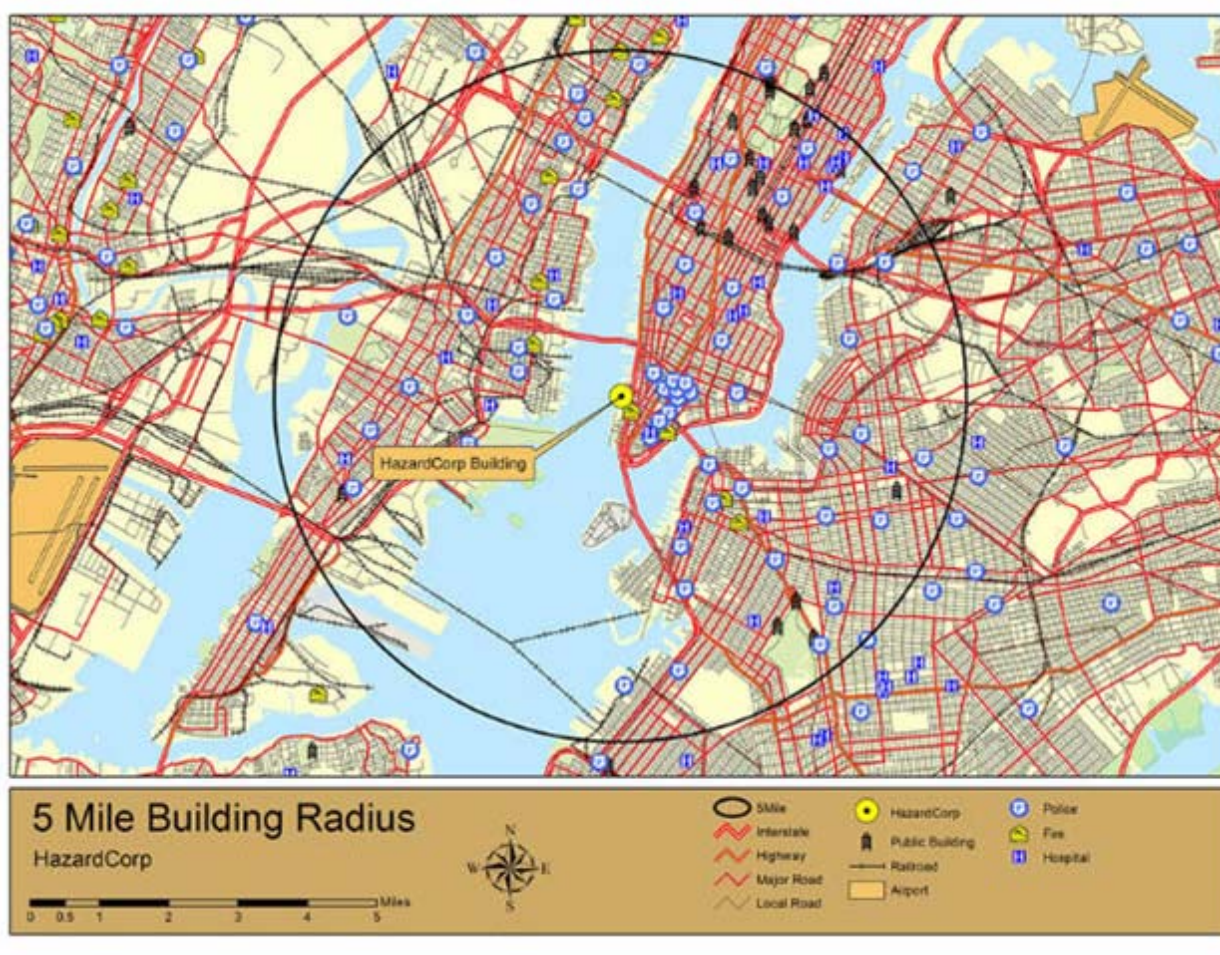 HazardCorp Building
5 Mile Building Radius
HazardCorp
N
W E
S
0 0.5 1 2 3 4 5 Miles
5Mile
Interstate
Highway
Major Road
Local Road
HazardCorp
Public Building
Railroad
Airport
Police
Fire
Hospital